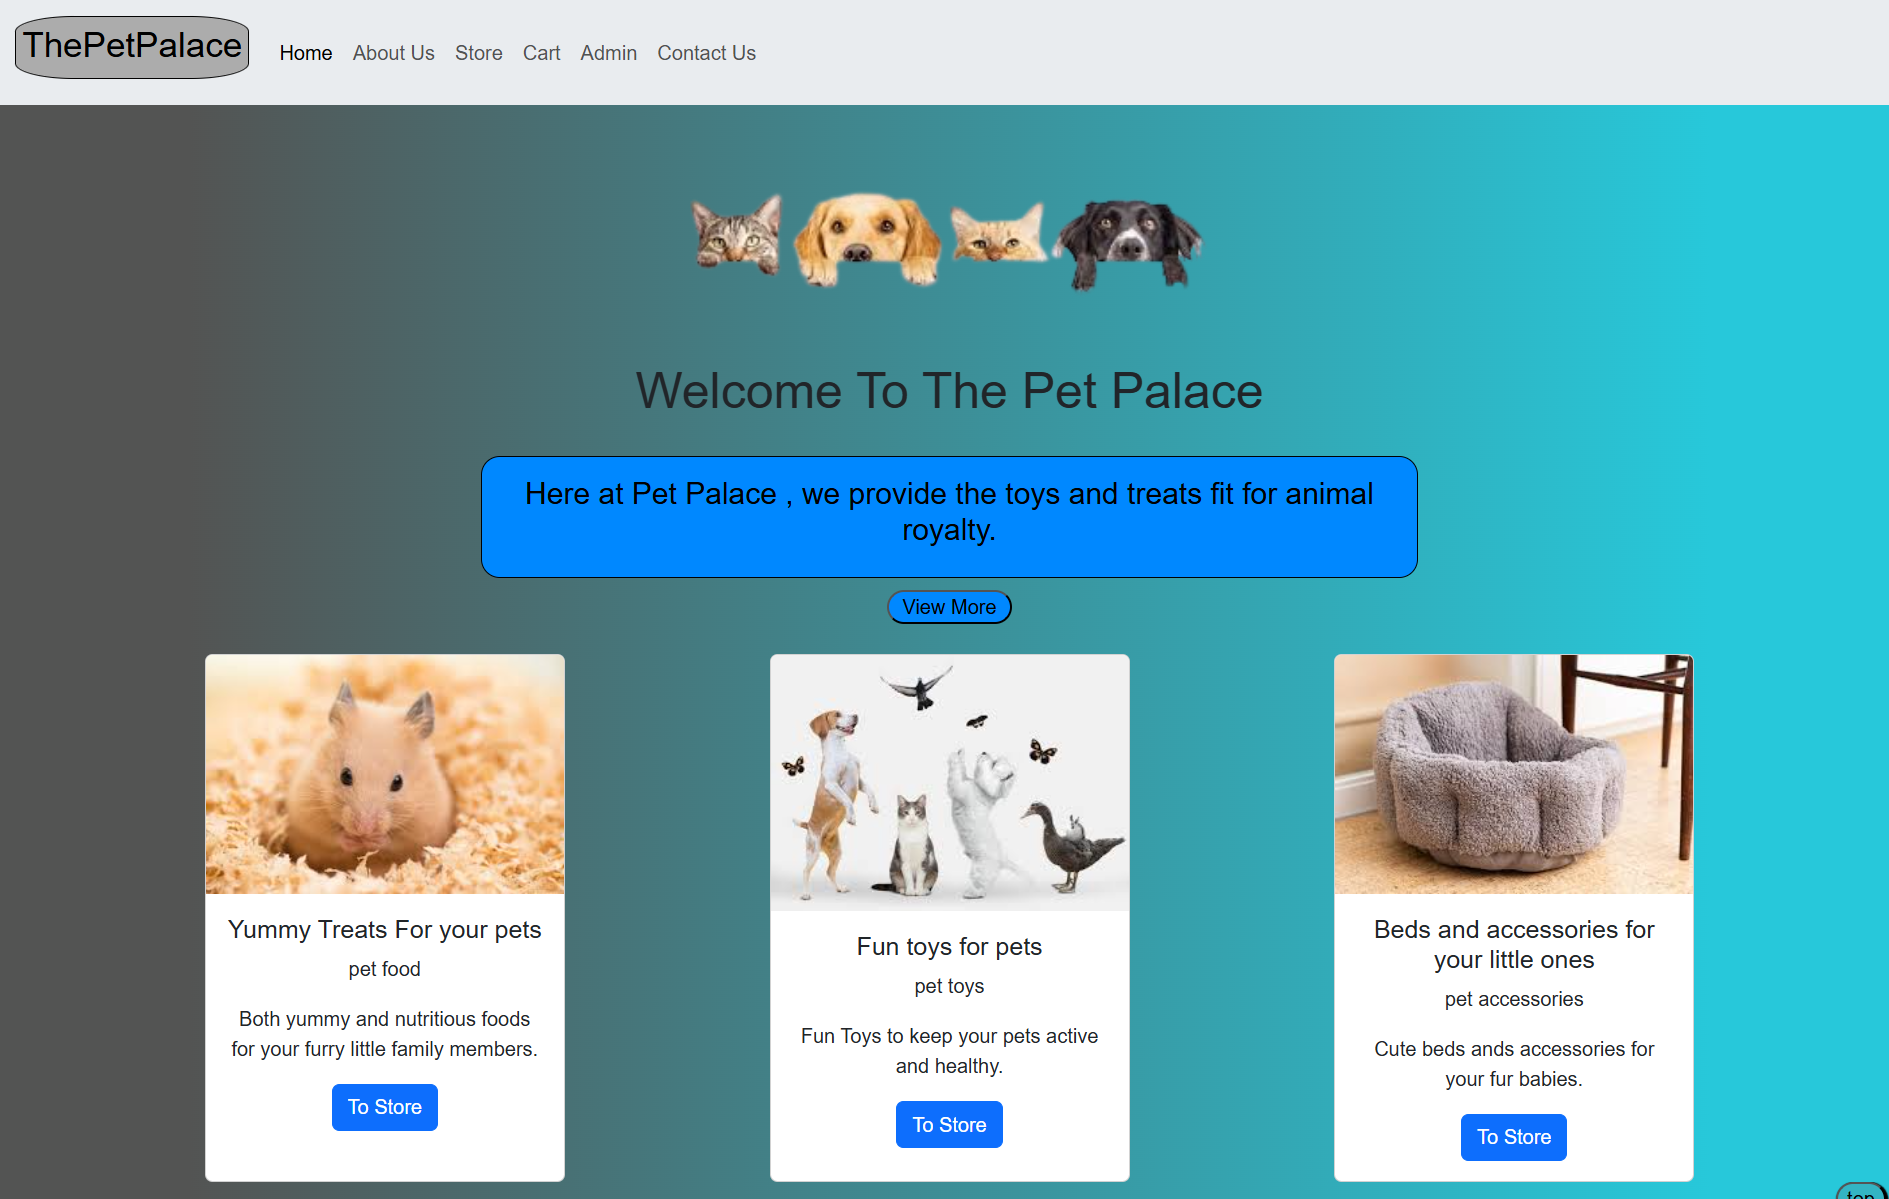 ThePetPalace
Home About Us Store Cart Admin Contact Us
Welcome To The Pet Palace
Here at Pet Palace , we provide the toys and treats fit for animal
royalty.
View More
Yummy Treats For your pets
pet food
Both yummy and nutritious foods
for your furry little family members.
To Store
Fun toys for pets
pet toys
Fun Toys to keep your pets active
and healthy.
To Store
Beds and accessories for
your little ones
pet accessories
Cute beds ands accessories for
your fur babies.
To Store
top